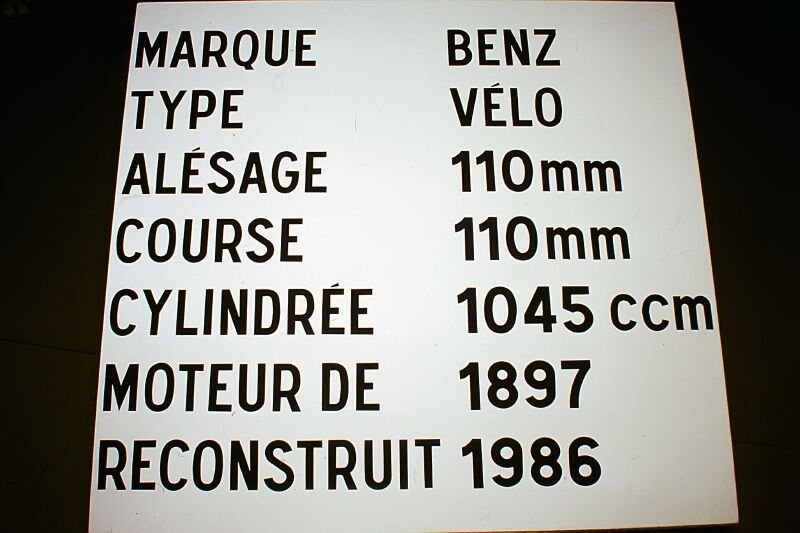 MARQUE BENZ
TYPE VÉLO
ALÉSAGE 110mm
COURSE 110mm
CYLINDRÉE 1045 ccm
MOTEUR DE 1897
RECONSTRUIT 1986